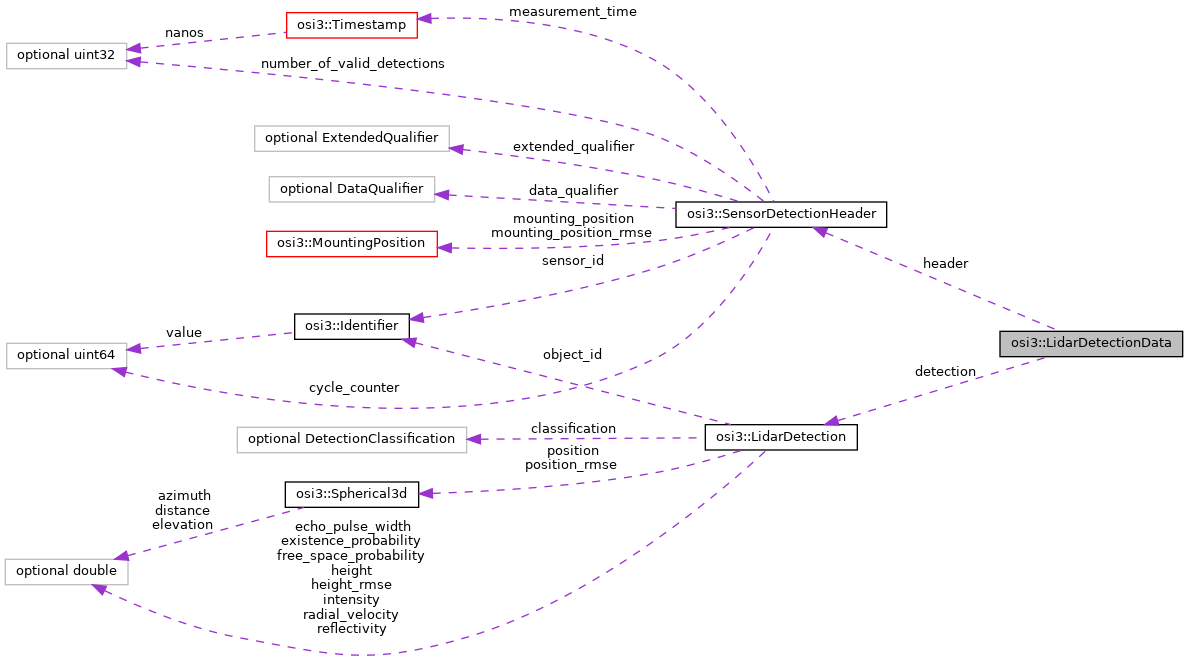 measurement_time
osi3::Timestamp
nanos
optional uint32
number_of_valid_detections
optional ExtendedQualifier
extended_qualifier
optional DataQualifier
data_qualifier
osi3::SensorDetectionHeader
mounting_position
mounting_position_rmse
osi3::MountingPosition
sensor_id
header
osi3::Identifier
value
optional uint64
osi3::LidarDetectionData
object_id
detection
cycle_counter
classification
optional DetectionClassification
osi3::LidarDetection
position
position_rmse
osi3::Spherical3d
azimuth
distance
elevation
echo_pulse_width
existence_probability
free_space_probability
height
height_rmse
intensity
radial_velocity
reflectivity
optional double